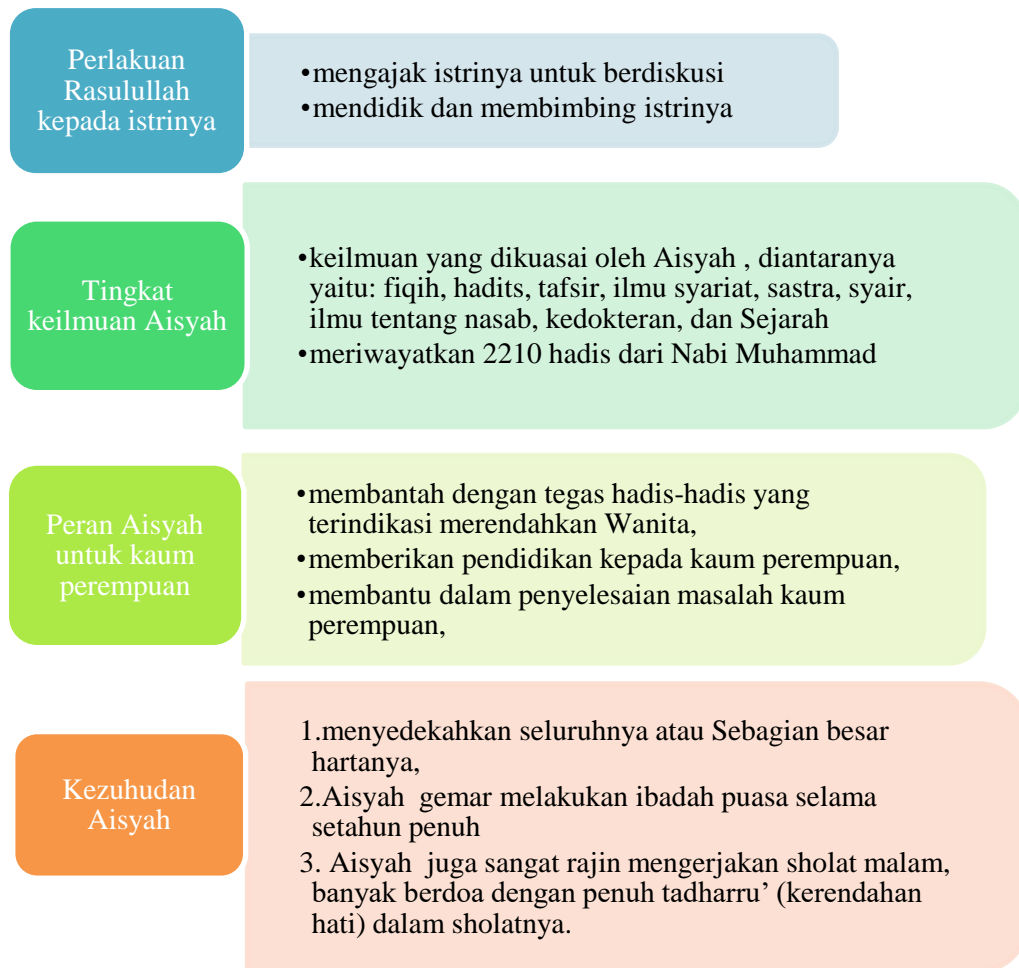 Perlakuan
Rasulullah
kepada istrinya
•mengajak istrinya untuk berdiskusi
•mendidik dan membimbing istrinya
Tingkat
keilmuan Aisyah
•keilmuan yang dikuasai oleh Aisyah , diantaranya
yaitu: fiqih, hadits, tafsir, ilmu syariat, sastra, syair,
ilmu tentang nasab, kedokteran, dan Sejarah
•meriwayatkan 2210 hadis dari Nabi Muhammad
Peran Aisyah
untuk kaum
perempuan
•membantah dengan tegas hadis-hadis yang
terindikasi merendahkan Wanita,
•memberikan pendidikan kepada kaum perempuan,
•membantu dalam penyelesaian masalah kaum
perempuan,
Kezuhudan
Aisyah
1.menyedekahkan seluruhnya atau Sebagian besar
hartanya,
2.Aisyah  gemar melakukan ibadah puasa selama
setahun penuh
3. Aisyah  juga sangat rajin mengerjakan sholat malam,
banyak berdoa dengan penuh tadharru’ (kerendahan
hati) dalam sholatnya.